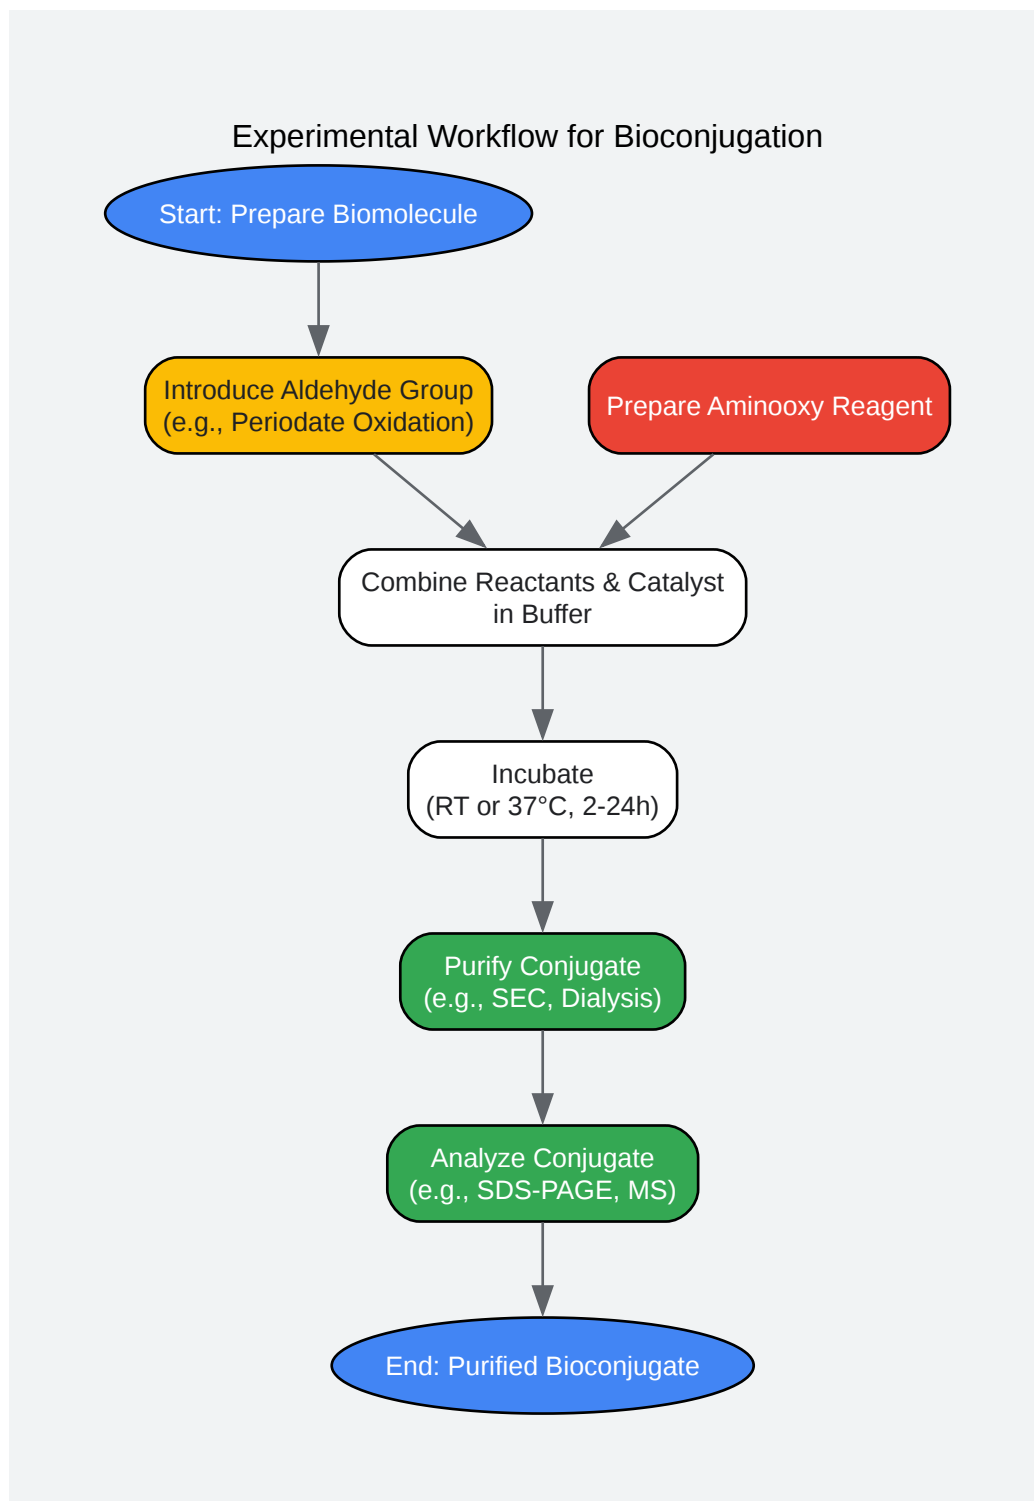 Experimental Workflow for Bioconjugation
Start: Prepare Biomolecule
Introduce Aldehyde Group
(e.g., Periodate Oxidation)
Prepare Aminooxy Reagent
Combine Reactants & Catalyst
in Buffer
Incubate
(RT or 37°C, 2-24h)
Purify Conjugate
(e.g., SEC, Dialysis)
Analyze Conjugate
(e.g., SDS-PAGE, MS)
End: Purified Bioconjugate